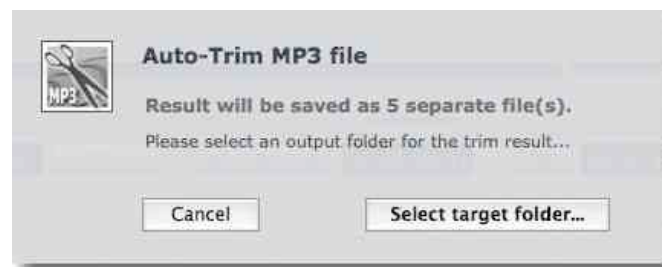 Auto-Trim MP3 file
MP3
Result will be saved as 5 separate file(s).
Please select an output folder for the trim result...
Cancel
Select target folder...